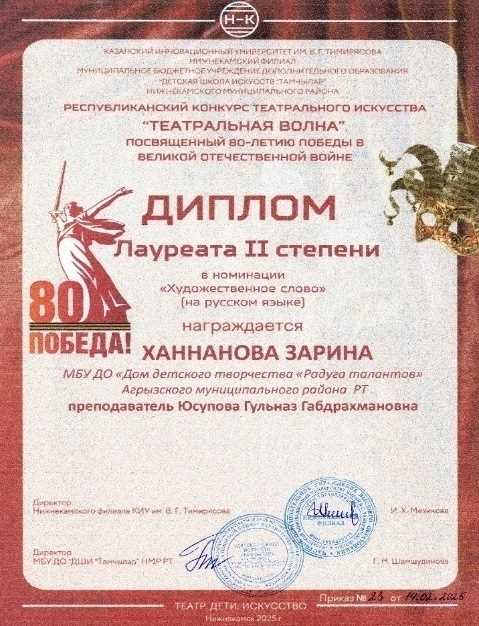 Н-К
КАЗАНСКИЙ ИННОВАЦИОННЫЙ УНИВЕРСИТЕТ ИМ. В. Г. ТИМИРЯСОВА
НИЖНЕКАМСКИЙ ФИЛИАЛ
МУНИЦИПАЛЬНОЕ БЮДЖЕТНОЕ УЧРЕЖДЕНИЕ ДОПОЛНИТЕЛЬНОГО ОБРАЗОВАНИЯ
"ДЕТСКАЯ ШКОЛА ИСКУССТВ "ТАМЧЫЛАР"
НИЖНЕКАМСКОГО МУНИЦИПАЛЬНОГО РАЙОНА
РЕСПУБЛИКАНСКИЙ КОНКУРС ТЕАТРАЛЬНОГО ИСКУССТВА
"ТЕАТРАЛЬНАЯ ВОЛНА",
ПОСВЯЩЕННЫЙ 80-ЛЕТИЮ ПОБЕДЫ В
ВЕЛИКОЙ ОТЕЧЕСТВЕННОЙ ВОЙНЕ
ДИПЛОМ
Лауреата II степени
в номинации
«Художественное слово»
(на русском языке)
награждается
80
ПОБЕДА!
ХАННАНОВА ЗАРИНА
МБУ ДО «Дом детского творчества «Радуга талантов»
Агрызского муниципального района РТ
преподаватель Юсупова Гульназ Габдрахмановна
Директор
Нижнекамского филиала КИУ им. В. Г. Тимирясова
И. Х. Мезикова
ФИЛИАЛ
Директор
МБУ ДО "ДШИ "Тамчылар" НМР РТ
Г. Н. Шамшудинова
Приказ № 23 от 14.02.2025
ТЕАТР. ДЕТИ. ИСКУССТВО
Нижнекамск 2025 г.